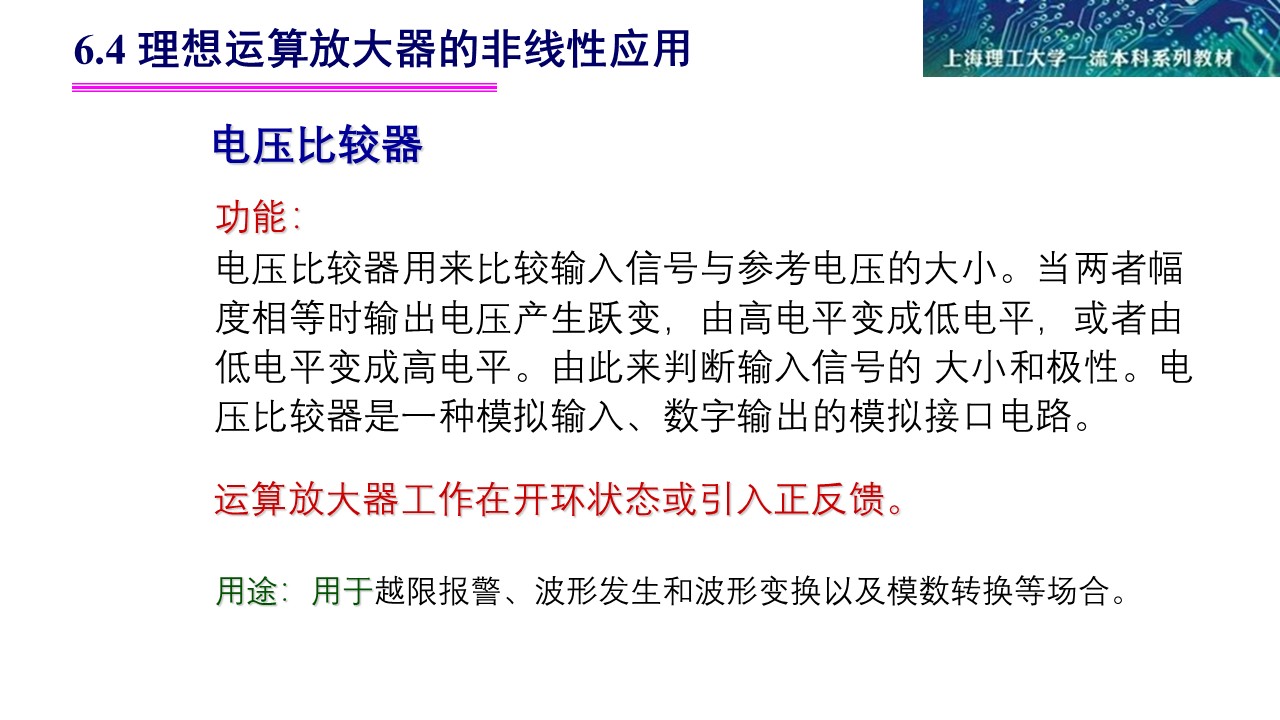 6.4 理想运算放大器的非线性应用
上海理工大学一流本科系列教材
电压比较器
功能：
电压比较器用来比较输入信号与参考电压的大小。当两者幅
度相等时输出电压产生跃变，由高电平变成低电平，或者由
低电平变成高电平。由此来判断输入信号的 大小和极性。电
压比较器是一种模拟输入、数字输出的模拟接口电路。
运算放大器工作在开环状态或引入正反馈。
用途：用于越限报警、波形发生和波形变换以及模数转换等场合。